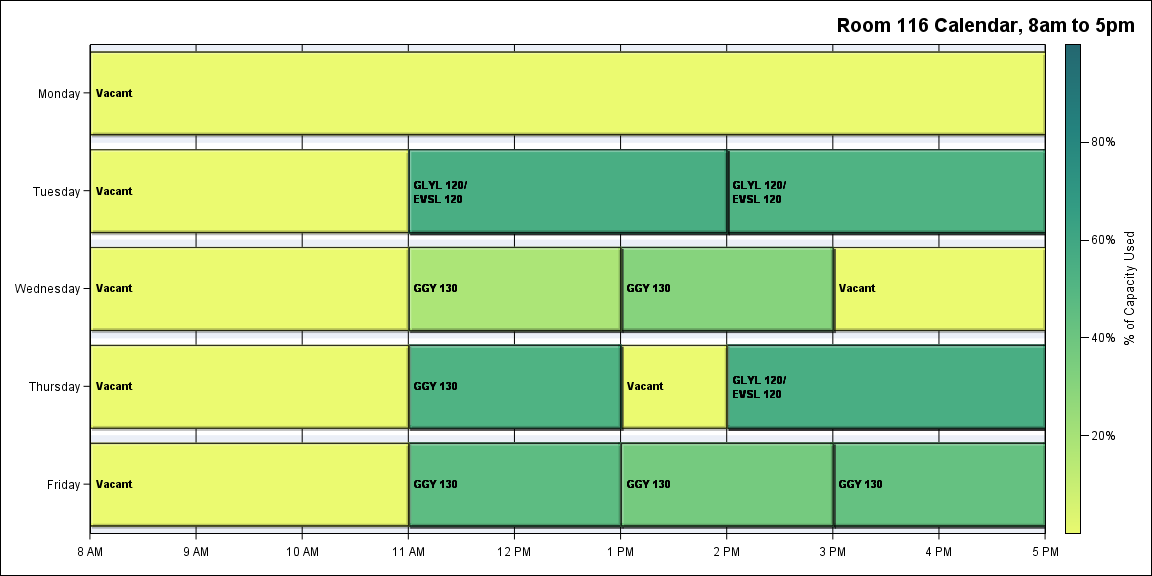 Room 116 Calendar, 8am to 5pm
Monday
Vacant
Tuesday
Vacant
GLYL 120/
EVSL 120
GLYL 120/
EVSL 120
Wednesday
Vacant
GGY 130
GGY 130
Vacant
Thursday
Vacant
GGY 130
Vacant
GLYL 120/
EVSL 120
Friday
Vacant
GGY 130
GGY 130
GGY 130
8 AM
9 AM
10 AM
11 AM
12 PM
1 PM
2 PM
3 PM
4 PM
5 PM
80%
60%
40%
20%
% of Capacity Used